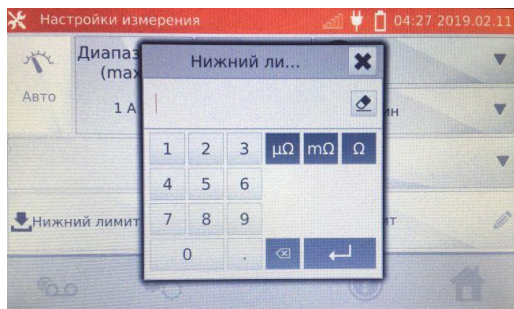 Настройки измерения 04:27 2019.02.11
Диапаз
(max
Авто
1 A
Нижний ли...
ин
1 2 3 μΩ mΩ Ω
4 5 6
7 8 9
0 .
Нижний лимит
ит